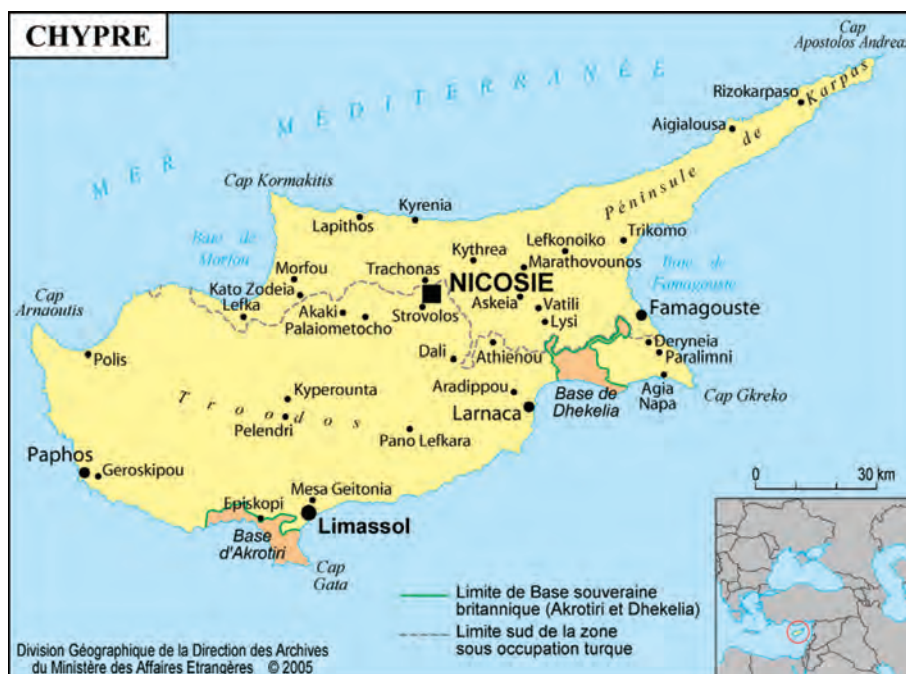 CHYPRE
Cap
Apostolos Andreas
MER MÉDITERRANÉE
Rizokarpaso
Aigialousa
Péninsule de Karpas
Cap Kormakitis
Lapithos
Kyrenia
Trikomo
Baie de
Morfou
Kythrea
Lefkonoiko
Marathovounos
Baie de
Famagouste
Morfou
Trachonas
NICOSIE
Cap
Arnaoutis
Kato Zodeia
Lefka
Akaki
Palaiometocho
Strovolos
Askeia
Vatili
Lysi
Famagouste
Polis
Dali
Athienou
Deryneia
Paralimni
Kyperounta
Aradippou
Base de
Dhekelia
Agia
Napa
Cap Gkreko
Troodos
Larnaca
Pelendri
Pano Lefkara
Paphos
Geroskipou
0 30 km
Episkopi
Mesa Geitonia
Limassol
Base
d'Akrotiri
Cap
Gata
Limite de Base souveraine
britannique (Akrotiri et Dhekelia)
Limite sud de la zone
sous occupation turque
Division Géographique de la Direction des Archives
du Ministère des Affaires Etrangères © 2005